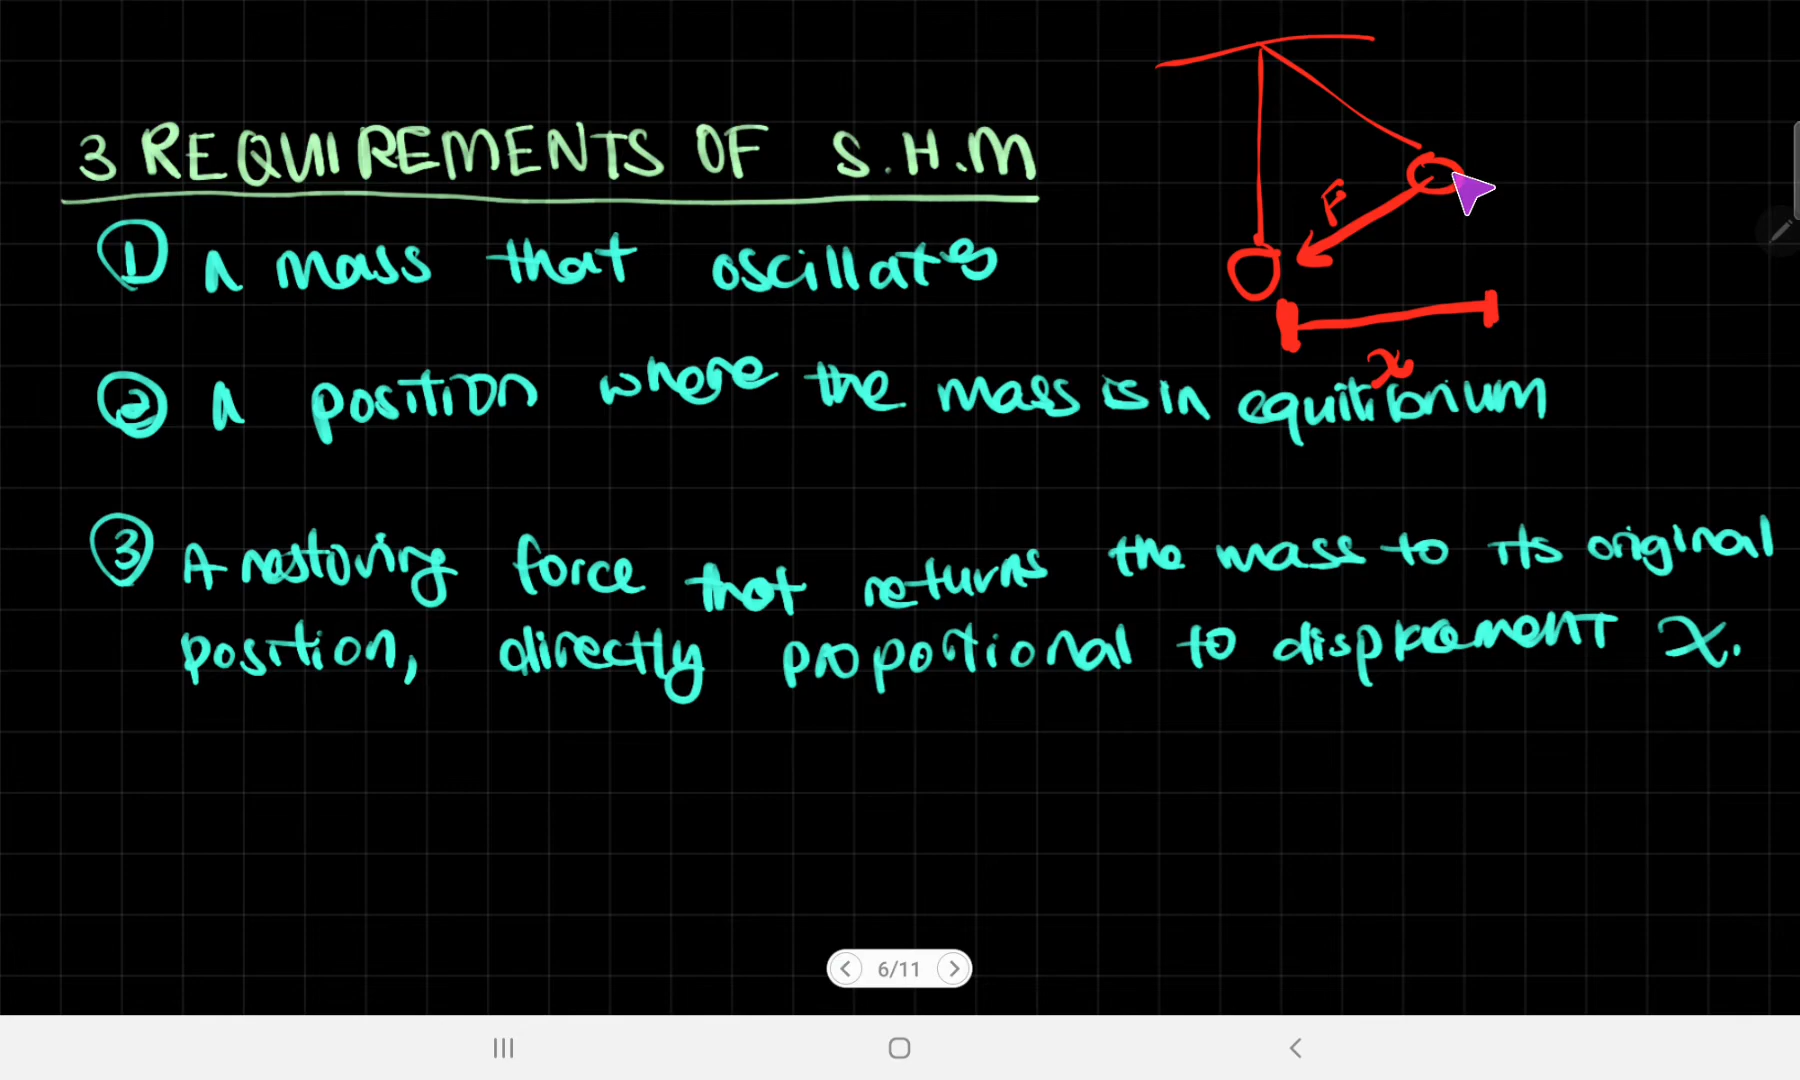 3 REQUIREMENTS OF S.H.M
① A mass that oscillates
F
x
② A position where the mass is in equilibrium
③ A restoring force that returns the mass to its original
position, directly proportional to displacement x.
6/11